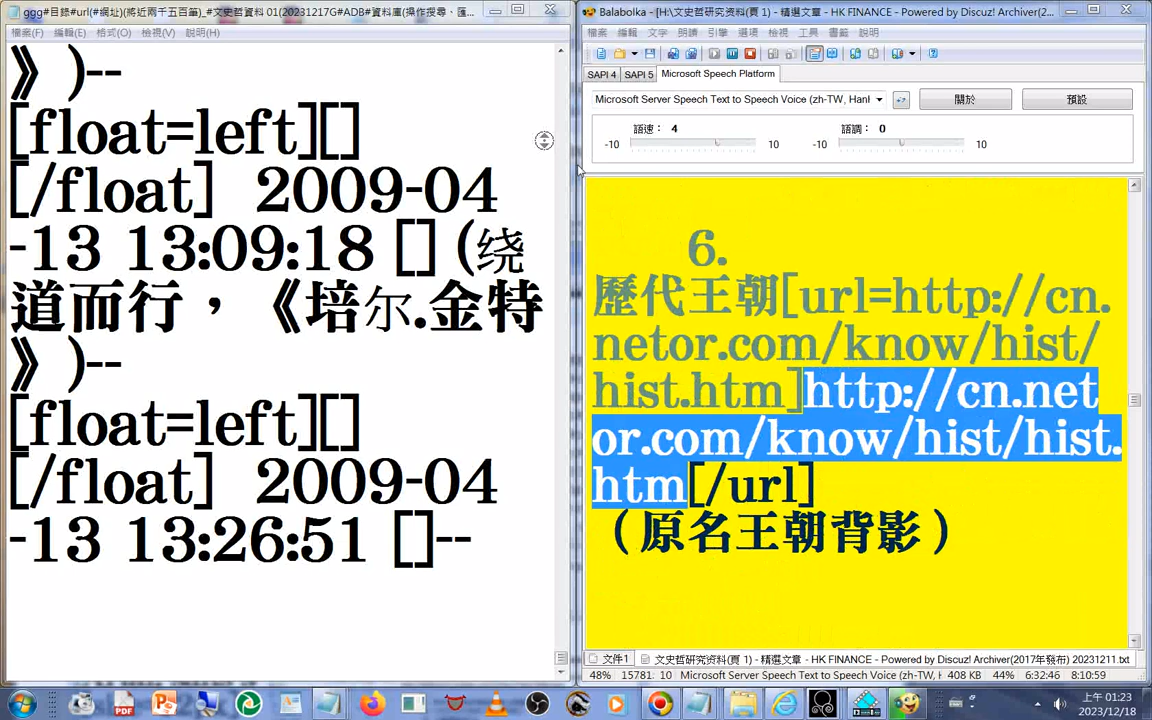 ggg#目錄#url(#網址)(將近兩千五百筆)_#文史哲資料 01(20231217G#ADB#資料庫(操作搜尋、匯...
檔案(F) 編輯(E) 格式(O) 檢視(V) 說明(H)
》 )--
[float=left][]
[/float] 2009-04
-13 13:09:18 [] (绕
道而行，《培尔.金特
》 )--
[float=left][]
[/float] 2009-04
-13 13:26:51 []--
Balabolka - [H:\文史哲研究资料(頁 1) - 精選文章 - HK FINANCE - Powered by Discuz! Archiver(2...
檔案 編輯 文字 朗讀 引擎 選項 檢視 工具 書籤 說明
SAPI 4 SAPI 5 Microsoft Speech Platform
Microsoft Server Speech Text to Speech Voice (zh-TW, Hanl
關於 預設
語速： 4 語調： 0
-10 10 -10 10
6.
歷代王朝[url=http://cn.
netor.com/know/hist/
hist.htm]http://cn.net
or.com/know/hist/hist.
htm[/url]
（原名王朝背影）
文件1 文史哲研究资料(頁 1) - 精選文章 - HK FINANCE - Powered by Discuz! Archiver(2017年發布) 20231211.txt
48% 15781. 10 Microsoft Server Speech Text to Speech Voice (zh-TW, H 408 KB 44% 6:32:46 8:10:59
上午 01:23
2023/12/18